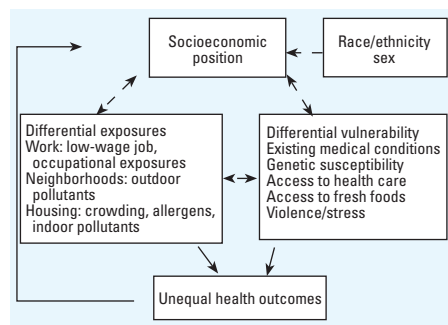 Socioeconomic
position
Race/ethnicity
sex
Differential exposures
Work: low-wage job,
occupational exposures
Neighborhoods: outdoor
pollutants
Housing: crowding, allergens,
indoor pollutants
Differential vulnerability
Existing medical conditions
Genetic susceptibility
Access to health care
Access to fresh foods
Violence/stress
Unequal health outcomes